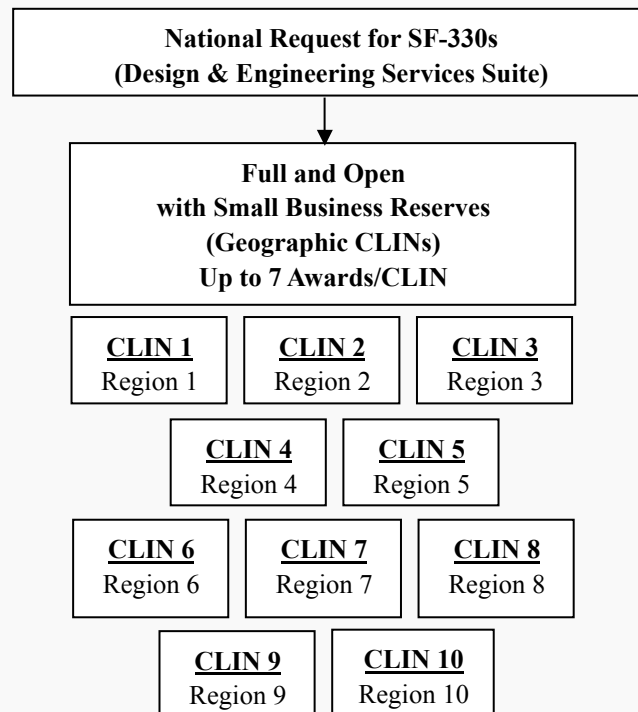 National Request for SF-330s
(Design & Engineering Services Suite)
Full and Open
with Small Business Reserves
(Geographic CLINs)
Up to 7 Awards/CLIN
CLIN 1
Region 1
CLIN 2
Region 2
CLIN 3
Region 3
CLIN 4
Region 4
CLIN 5
Region 5
CLIN 6
Region 6
CLIN 7
Region 7
CLIN 8
Region 8
CLIN 9
Region 9
CLIN 10
Region 10